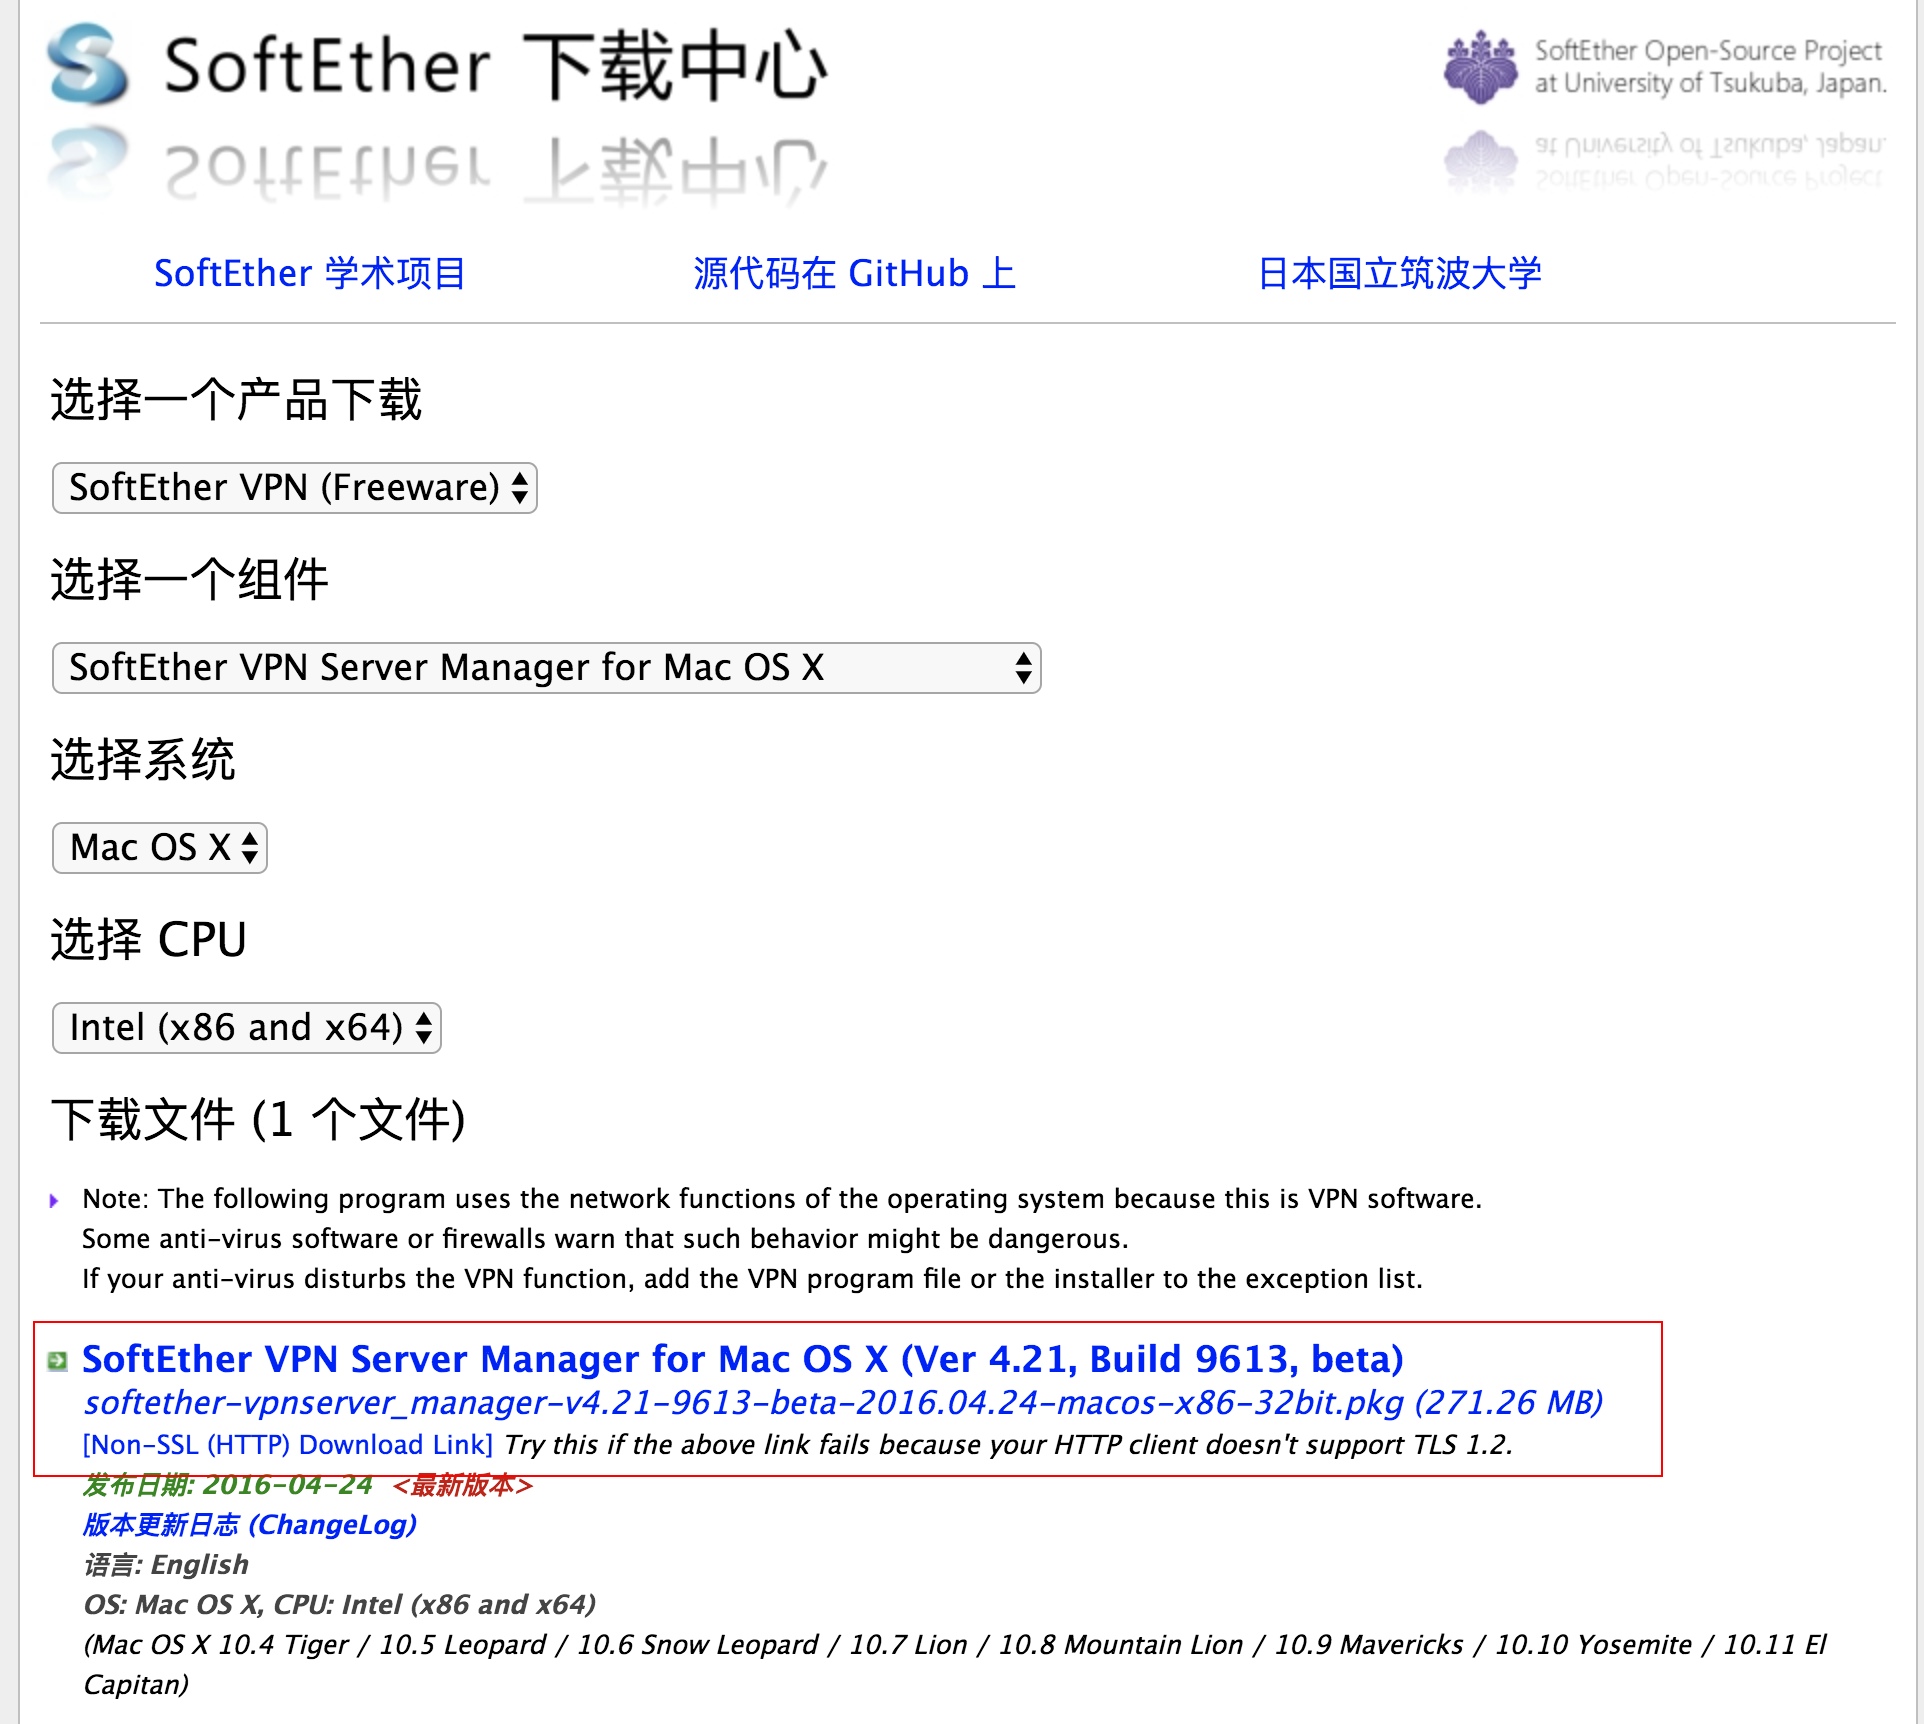 SoftEther 下载中心
SoftEther Open-Source Project
at University of Tsukuba, Japan.
SoftEther 学术项目
源代码在 GitHub 上
日本国立筑波大学
选择一个产品下载
SoftEther VPN (Freeware)
选择一个组件
SoftEther VPN Server Manager for Mac OS X
选择系统
Mac OS X
选择 CPU
Intel (x86 and x64)
下载文件 (1 个文件)
Note: The following program uses the network functions of the operating system because this is VPN software.
Some anti-virus software or firewalls warn that such behavior might be dangerous.
If your anti-virus disturbs the VPN function, add the VPN program file or the installer to the exception list.
SoftEther VPN Server Manager for Mac OS X (Ver 4.21, Build 9613, beta)
softether-vpnserver_manager-v4.21-9613-beta-2016.04.24-macos-x86-32bit.pkg (271.26 MB)
[Non-SSL (HTTP) Download Link] Try this if the above link fails because your HTTP client doesn't support TLS 1.2.
发布日期: 2016-04-24 <最新版本>
版本更新日志 (ChangeLog)
语言: English
OS: Mac OS X, CPU: Intel (x86 and x64)
(Mac OS X 10.4 Tiger / 10.5 Leopard / 10.6 Snow Leopard / 10.7 Lion / 10.8 Mountain Lion / 10.9 Mavericks / 10.10 Yosemite / 10.11 El
Capitan)